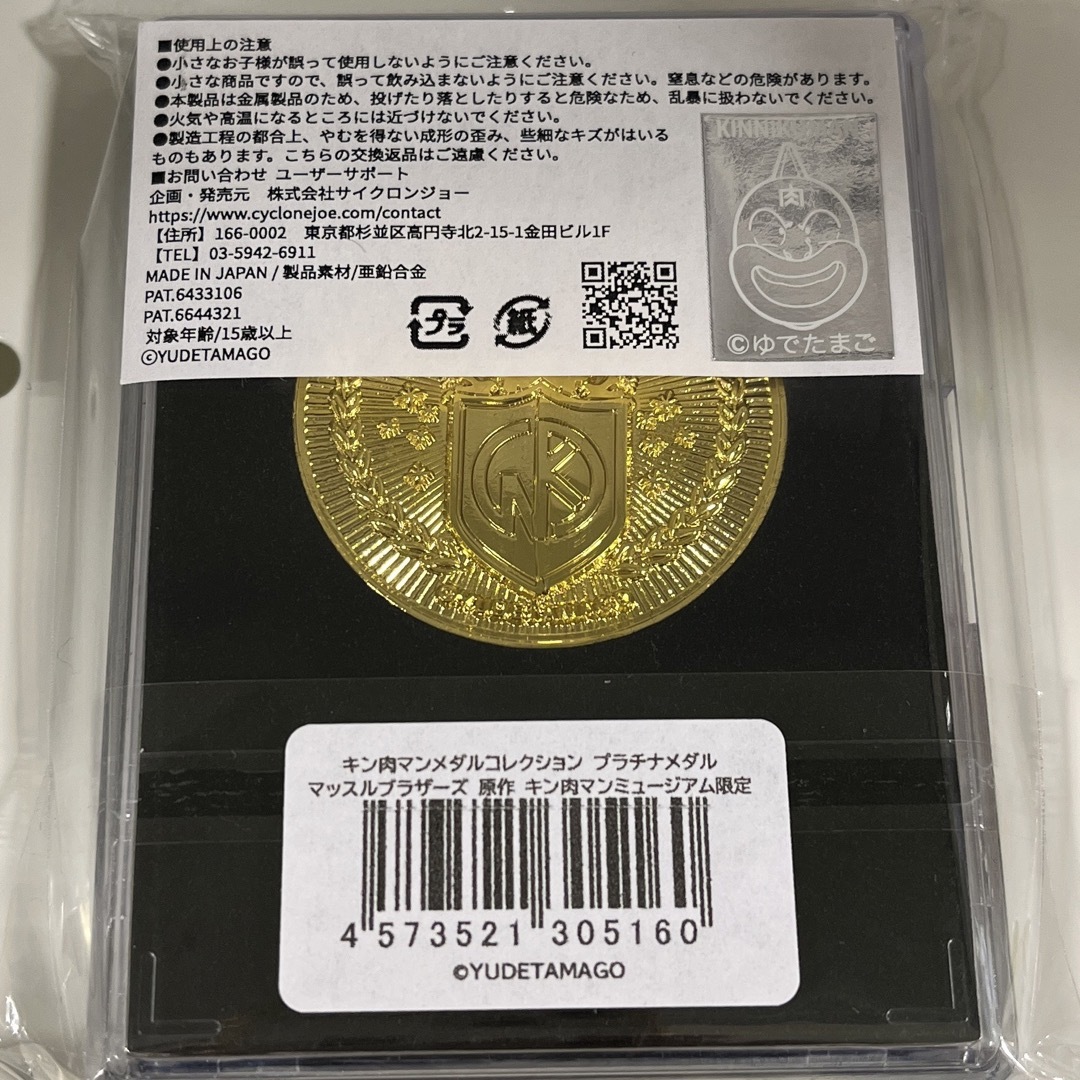 ■使用上の注意
●小さなお子様が誤って使用しないようにご注意ください。
●小さな商品ですので、誤って飲み込まないようにご注意ください。窒息などの危険があります。
●本製品は金属製品のため、投げたり落としたりすると危険なため、乱暴に扱わないでください。
●火気や高温になるところには近づけないでください。
●製造工程の都合上、やむを得ない成形の歪み、些細なキズがはいる
ものもあります。こちらの交換返品はご遠慮ください。
■お問い合わせ ユーザーサポート
企画・発売元　株式会社サイクロンジョー
https://www.cyclonejoe.com/contact
【住所】166-0002　東京都杉並区高円寺北2-15-1金田ビル1F
【TEL】03-5942-6911
MADE IN JAPAN / 製品素材/亜鉛合金
PAT.6433106
PAT.6644321
対象年齢/15歳以上
©YUDETAMAGO
プラ
紙
肉
©ゆでたまご
キン肉マンメダルコレクション プラチナメダル
マッスルブラザーズ 原作 キン肉マンミュージアム限定
4 573521 305160
©YUDETAMAGO